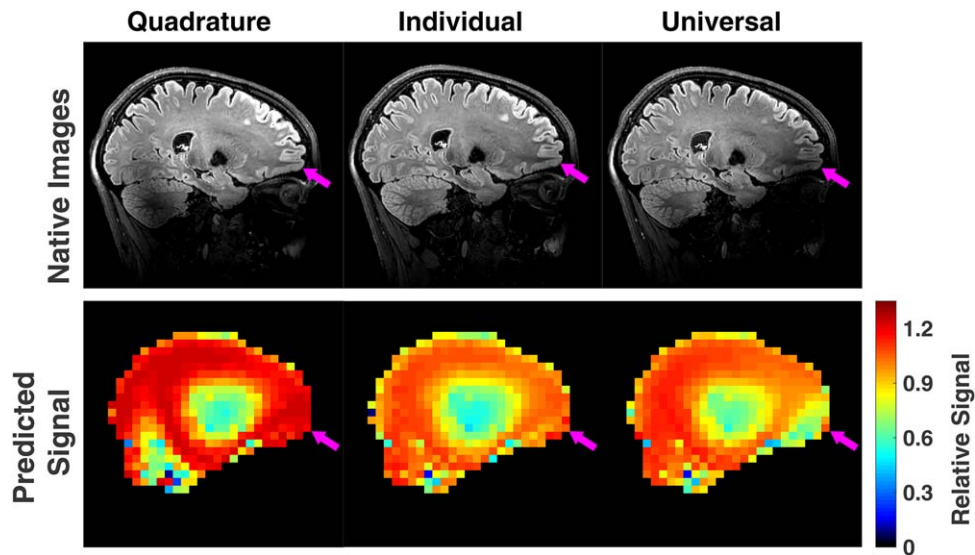 Quadrature Individual Universal
Native Images
Predicted
Signal
1.2
0.9
0.6
0.3
0
Relative Signal